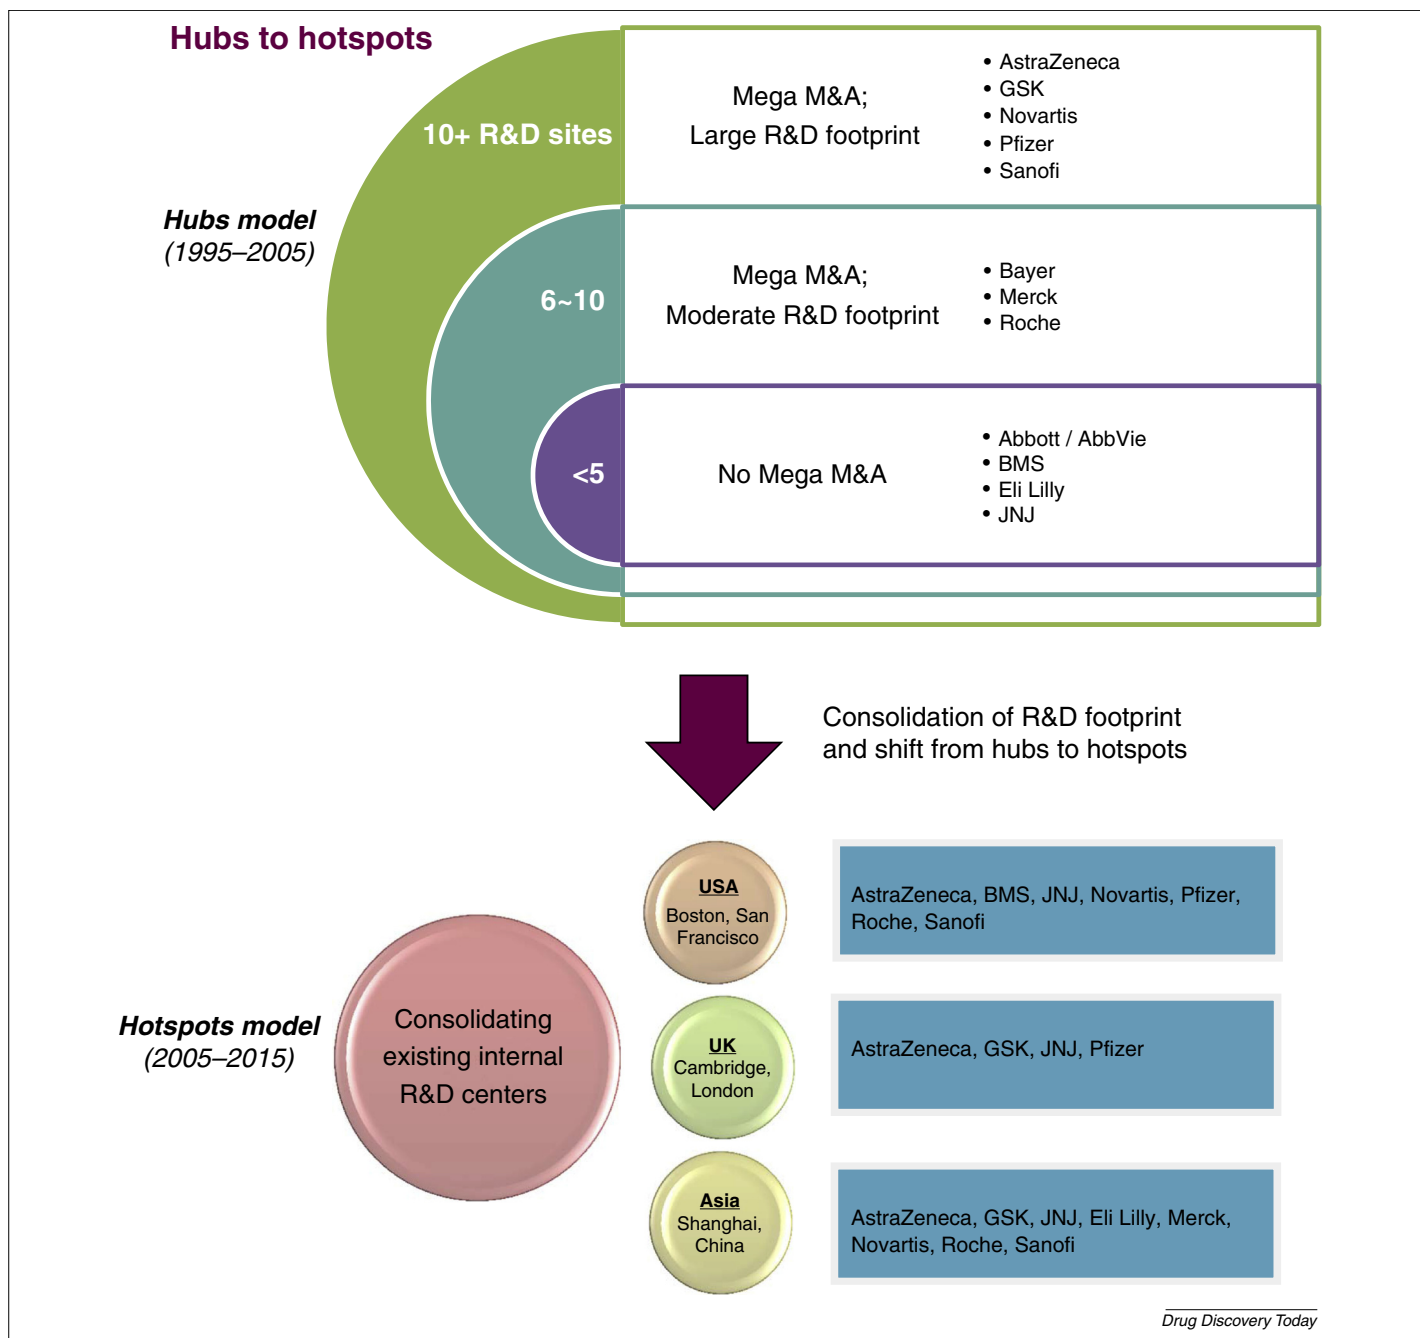 Hubs to hotspots
10+ R&D sites
Mega M&A;
Large R&D footprint
• AstraZeneca
• GSK
• Novartis
• Pfizer
• Sanofi
Hubs model
(1995–2005)
6~10
Mega M&A;
Moderate R&D footprint
• Bayer
• Merck
• Roche
<5
No Mega M&A
• Abbott / AbbVie
• BMS
• Eli Lilly
• JNJ
Consolidation of R&D footprint
and shift from hubs to hotspots
Hotspots model
(2005–2015)
Consolidating
existing internal
R&D centers
USA
Boston, San
Francisco
AstraZeneca, BMS, JNJ, Novartis, Pfizer,
Roche, Sanofi
UK
Cambridge,
London
AstraZeneca, GSK, JNJ, Pfizer
Asia
Shanghai,
China
AstraZeneca, GSK, JNJ, Eli Lilly, Merck,
Novartis, Roche, Sanofi
Drug Discovery Today